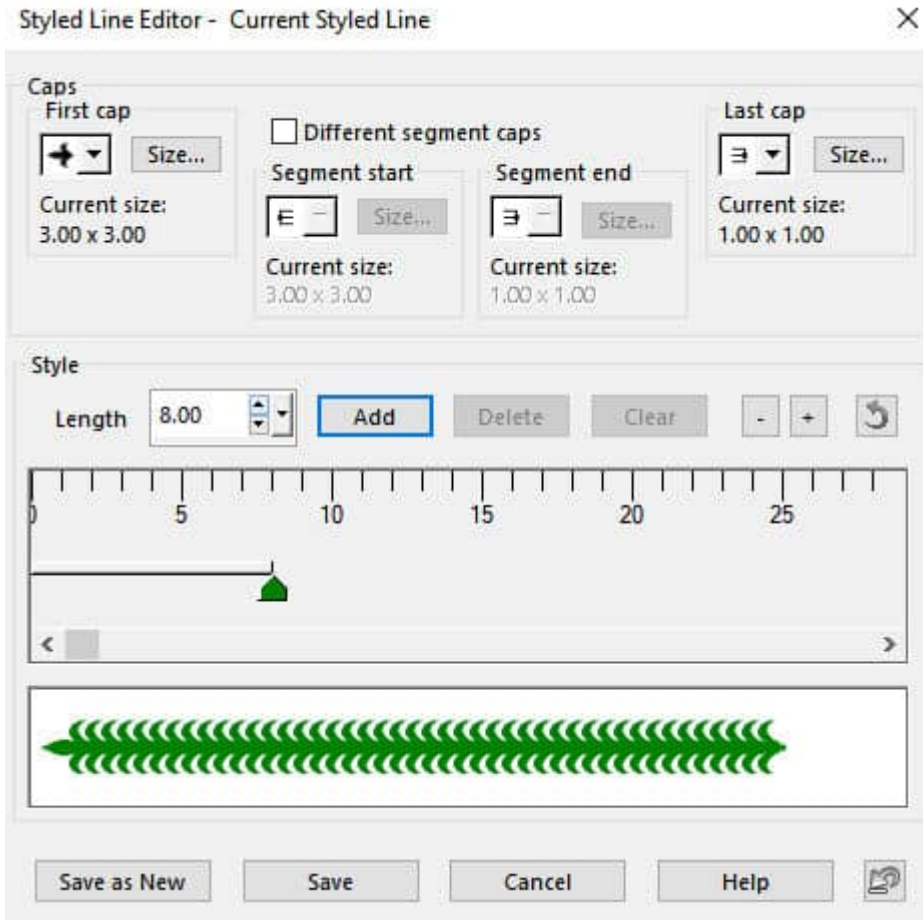 Styled Line Editor - Current Styled Line
Caps
First cap
Size...
Current size:
3.00 x 3.00
Different segment caps
Segment start
Size...
Current size:
3.00 x 3.00
Segment end
Size...
Current size:
1.00 x 1.00
Last cap
Size...
Current size:
1.00 x 1.00
Style
Length 8.00 Add Delete Clear - +
0 5 10 15 20 25
Save as New Save Cancel Help